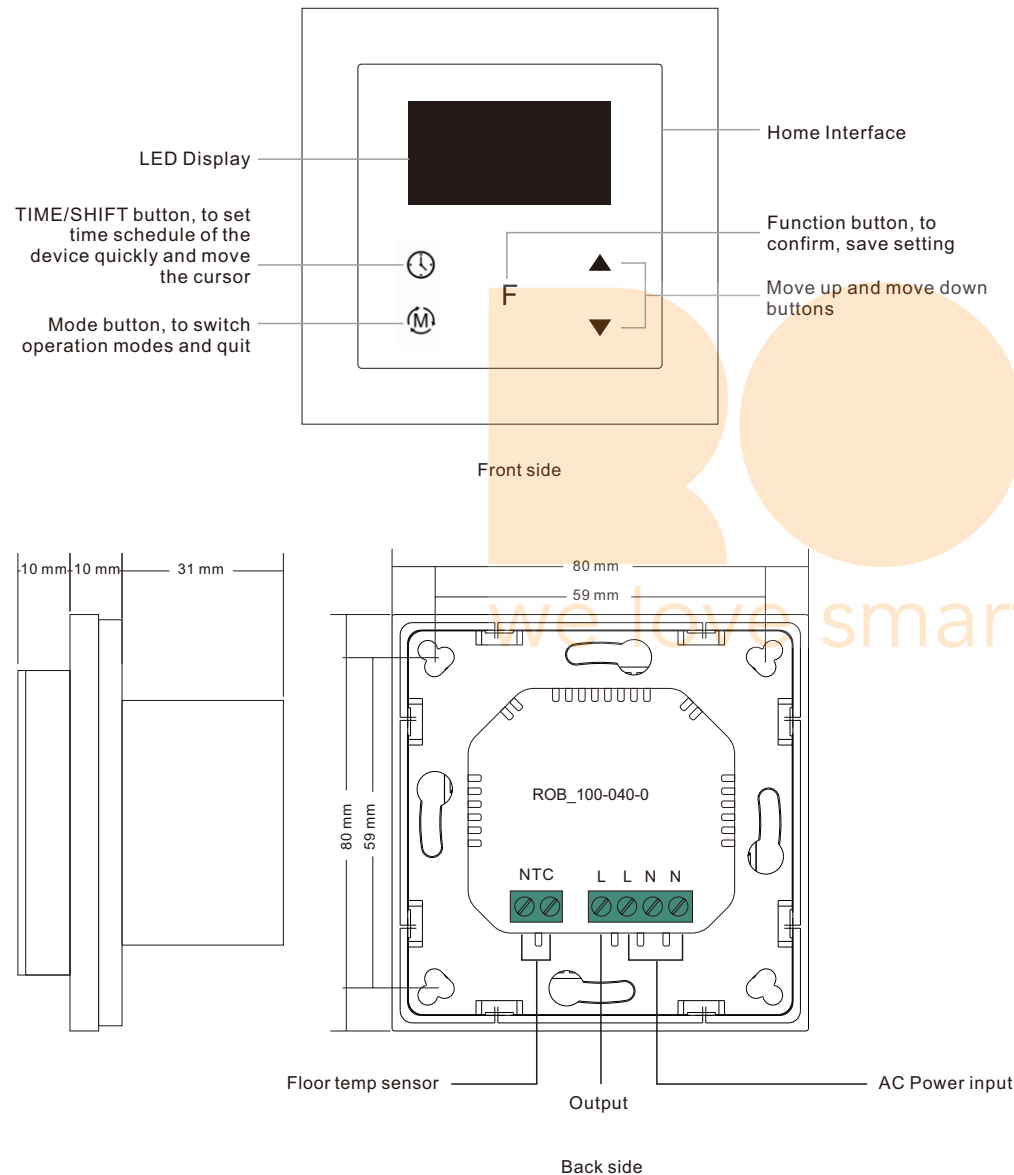 Home Interface
LED Display
TIME/SHIFT button, to set
time schedule of the
device quickly and move
the cursor
Function button, to
confirm, save setting
F
Move up and move down
buttons
M
Mode button, to switch
operation modes and quit
Front side
10 mm
10 mm
31 mm
80 mm
59 mm
we love smar
80 mm
59 mm
ROB_100-040-0
NTC
L L N N
Floor temp sensor
AC Power input
Output
Back side